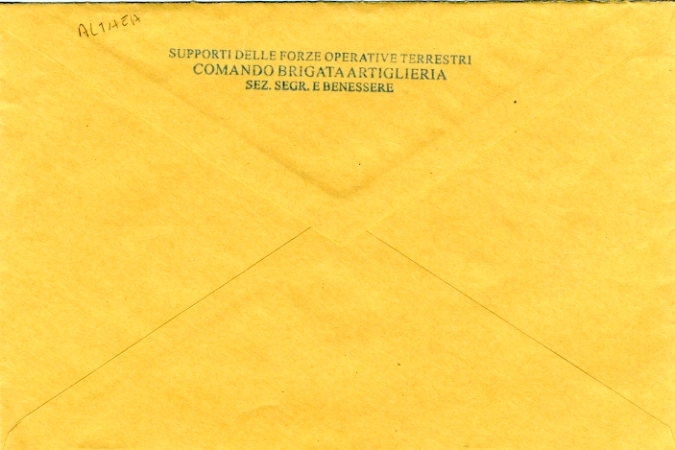 ALTHEA
SUPPORTI DELLE FORZE OPERATIVE TERRESTRI
COMANDO BRIGATA ARTIGLIERIA
SEZ. SEGR. E BENESSERE